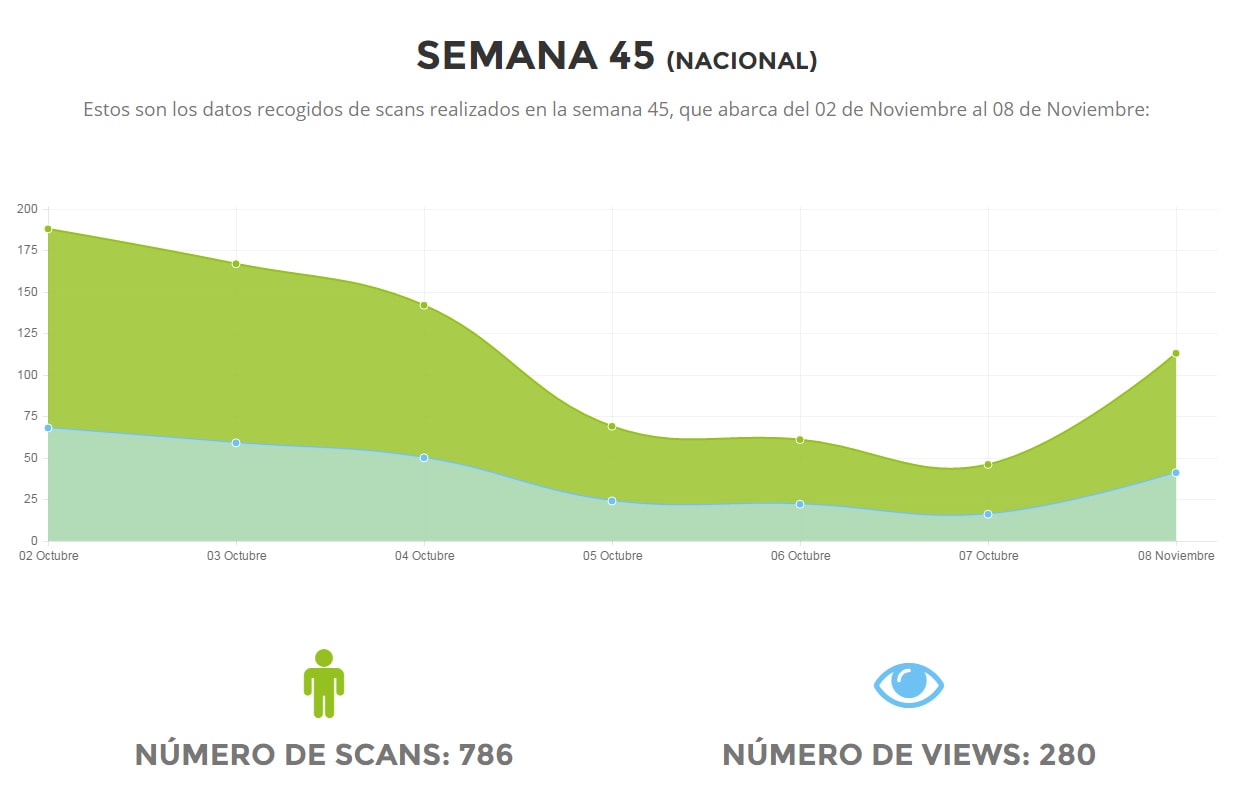 SEMANA 45 (NACIONAL)
Estos son los datos recogidos de scans realizados en la semana 45, que abarca del 02 de Noviembre al 08 de Noviembre:
200
175
150
125
100
75
50
25
0
02 Octubre 03 Octubre 04 Octubre 05 Octubre 06 Octubre 07 Octubre 08 Noviembre
NÚMERO DE SCANS: 786 NÚMERO DE VIEWS: 280